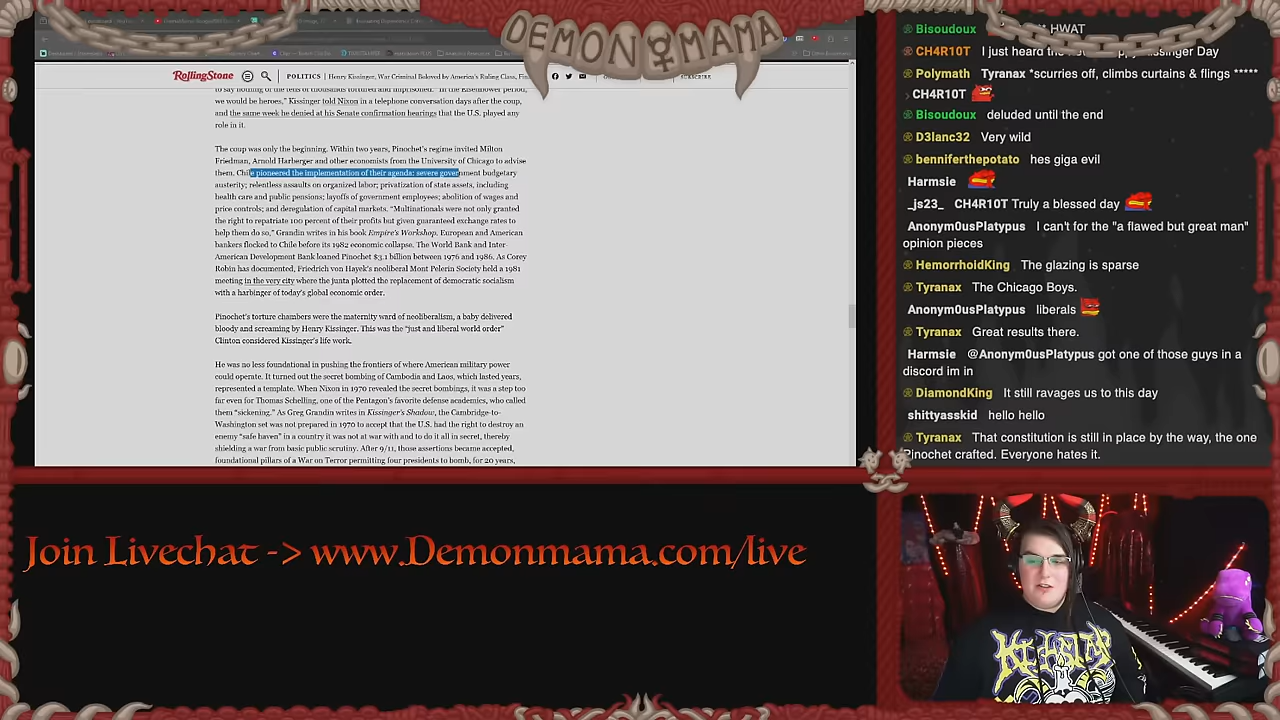 DEMON MAMA
RollingStone
POLITICS | Henry Kissinger, War Criminal Beloved by America's Ruling Class,
SUBSCRIBE
to say nothing of the tens of thousands tortured and imprisoned. "In the Eisenhower period,
we would be heroes," Kissinger told Nixon in a telephone conversation days after the coup,
and the same week he denied at his Senate confirmation hearings that the U.S. played any
role in it.
The coup was only the beginning. Within two years, Pinochet's regime invited Milton
Friedman, Arnold Harberger and other economists from the University of Chicago to advise
them. Chile pioneered the implementation of their agenda: severe government budgetary
austerity; relentless assaults on organized labor; privatization of state assets, including
health care and public pensions; layoffs of government employees; abolition of wages and
price controls; and deregulation of capital markets. "Multinationals were not only granted
the right to repatriate 100 percent of their profits but given guaranteed exchange rates to
help them do so," Grandin writes in his book Empire's Workshop. European and American
bankers flocked to Chile before its 1982 economic collapse. The World Bank and Inter-
American Development Bank loaned Pinochet $3.1 billion between 1976 and 1986. As Corey
Robin has documented, Friedrich von Hayek's neoliberal Mont Pelerin Society held a 1981
meeting in the very city where the junta plotted the replacement of democratic socialism
with a harbinger of today's global economic order.
Pinochet's torture chambers were the maternity ward of neoliberalism, a baby delivered
bloody and screaming by Henry Kissinger. This was the "just and liberal world order"
Clinton considered Kissinger's life work.
He was no less foundational in pushing the frontiers of where American military power
could operate. It turned out the secret bombing of Cambodia and Laos, which lasted years,
represented a template. When Nixon in 1970 revealed the secret bombings, it was a step too
far even for Thomas Schelling, one of the Pentagon's favorite defense academics, who called
them "sickening." As Greg Grandin writes in Kissinger's Shadow, the Cambridge-to-
Washington set was not prepared in 1970 to accept that the U.S. had the right to destroy an
enemy "safe haven" in a country it was not at war with and to do it all in secret, thereby
shielding a war from basic public scrutiny. After 9/11, those assertions became accepted,
foundational pillars of a War on Terror permitting four presidents to bomb, for 20 years,
Bisoudoux HWAT
CH4R10T I just heard the
Day
Polymath Tyranax *scurries off, climbs curtains & flings *****
› CH4R10T
Bisoudoux deluded until the end
D3lanc32 Very wild
benniferthepotato hes giga evil
Harmsie
_js23_ CH4R10T Truly a blessed day
Anonym0usPlatypus I can't for the "a flawed but great man"
opinion pieces
HemorrhoidKing The glazing is sparse
Tyranax The Chicago Boys.
Anonym0usPlatypus liberals
Tyranax Great results there.
Harmsie @Anonym0usPlatypus got one of those guys in a
discord im in
DiamondKing It still ravages us to this day
shittyasskid hello hello
Tyranax That constitution is still in place by the way, the one
Pinochet crafted. Everyone hates it.
Join Livechat -> www.Demonmama.com/live